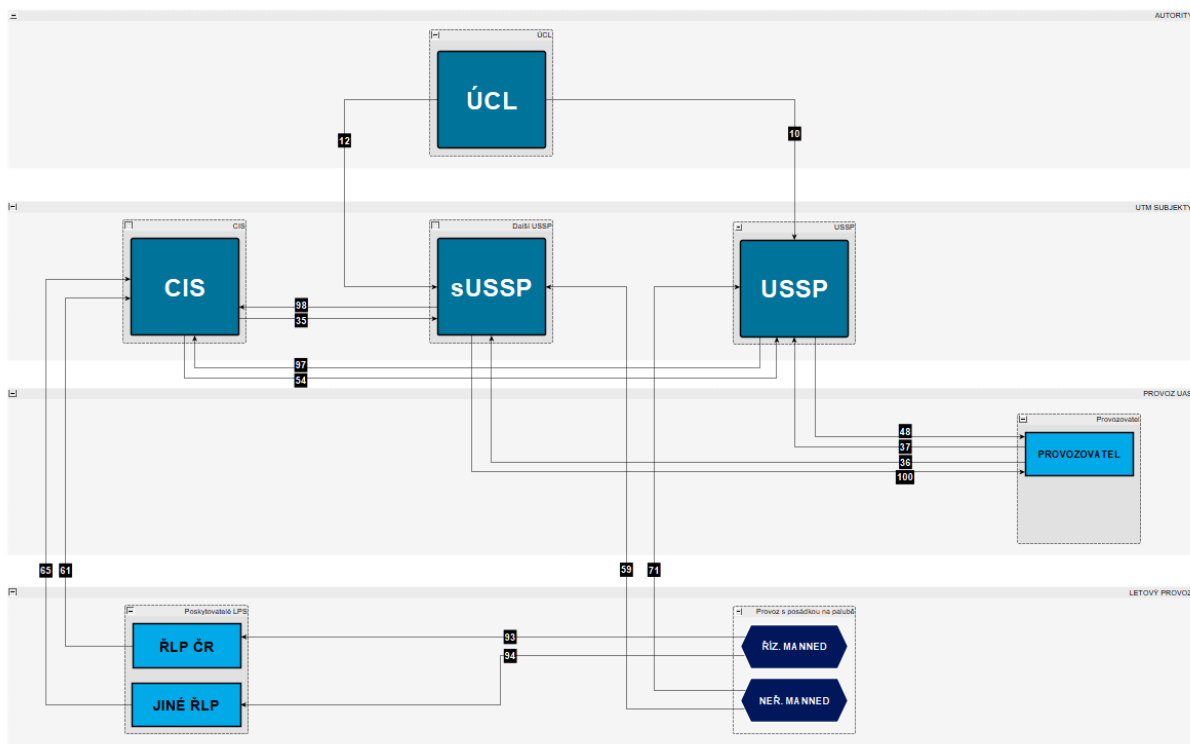 AUTORITY
ÚCL
ÚCL
12
10
UTM SUBJEKTY
CIS
Další USSP
USSP
CIS
sUSSP
USSP
98
35
97
54
PROVOZ UAS
Provozovatel
48
37
36
100
PROVOZOVATEL
65
61
59
71
LETOVÝ PROVOZ
Poskytovatelé LPS
Provoz s posádkou na palubě
ŘLP ČR
93
94
ŘÍZ. MANNED
JINÉ ŘLP
NEŘ. MANNED